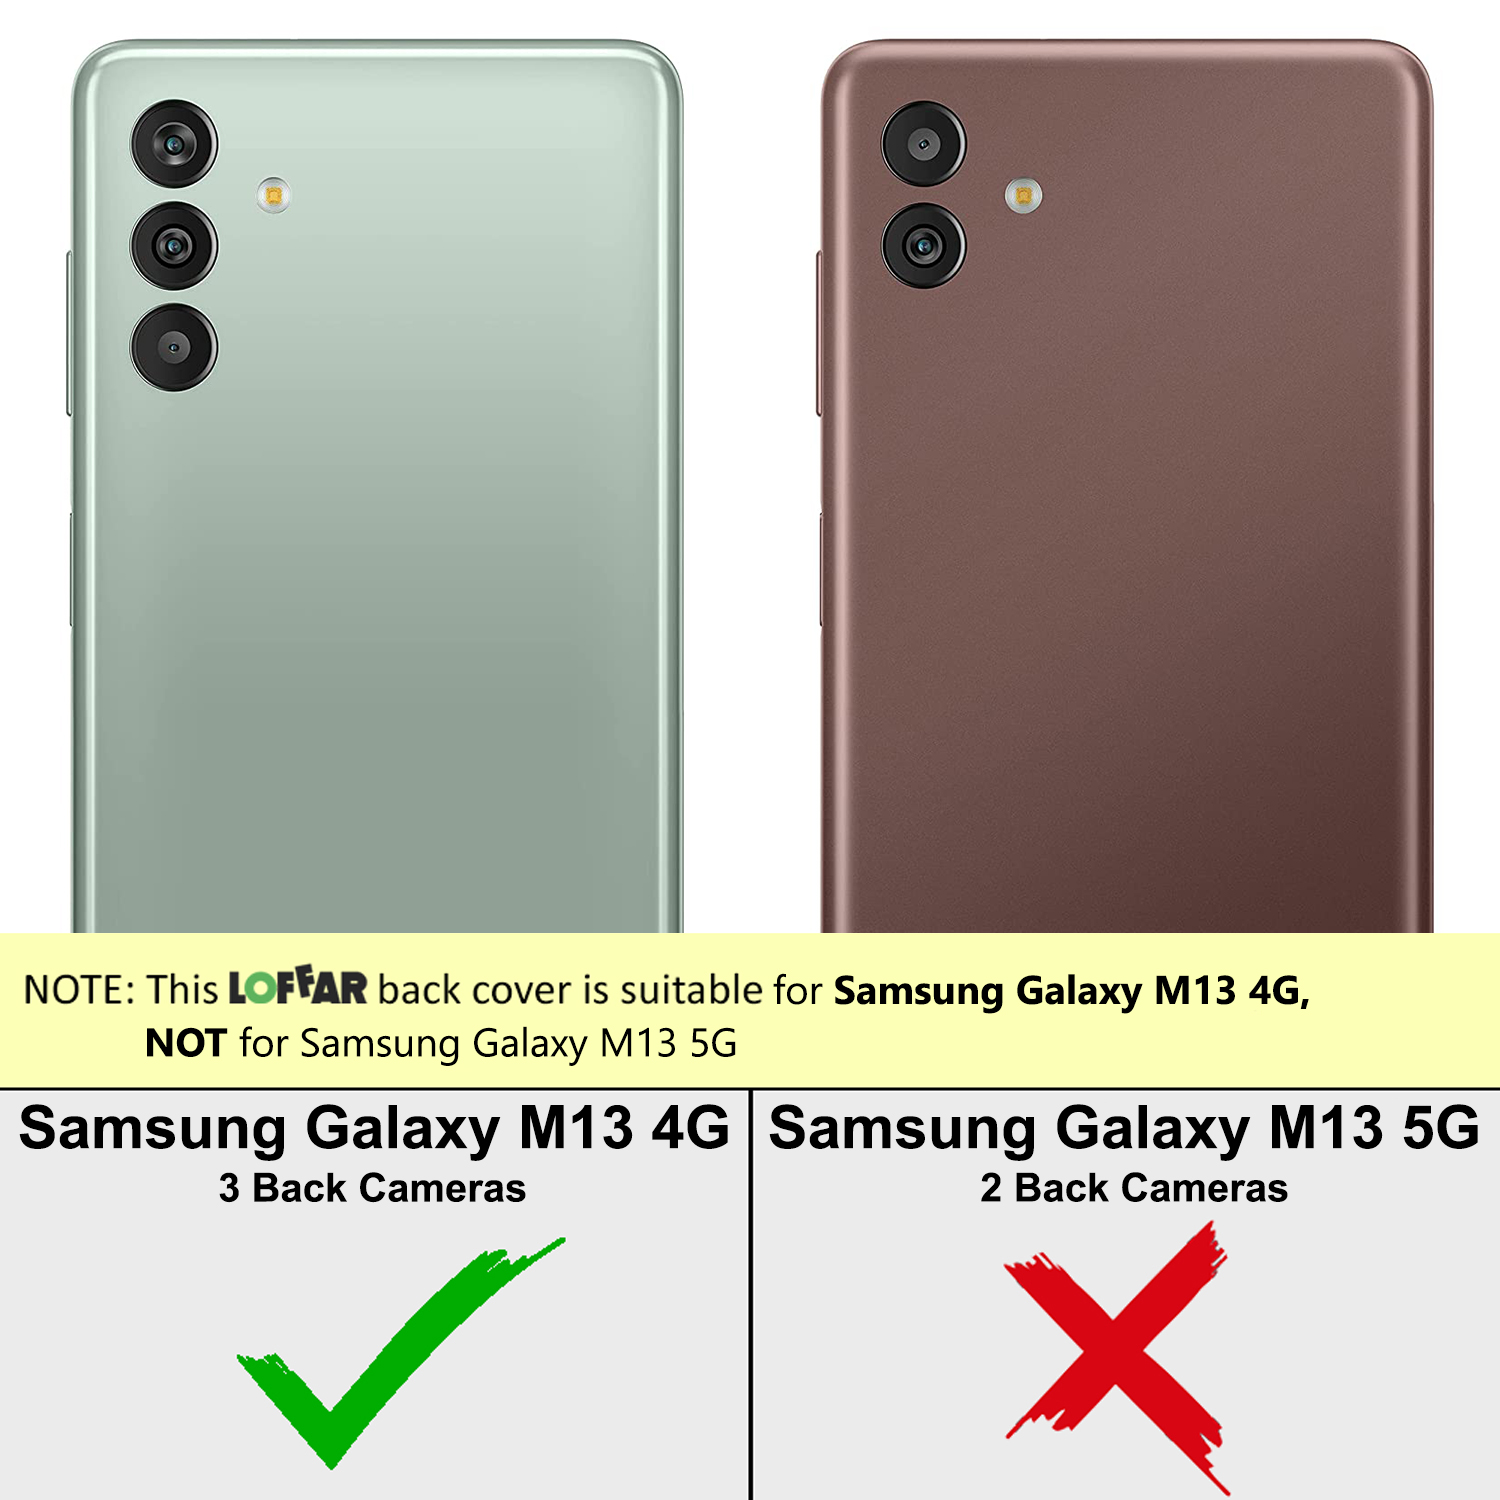 NOTE: This LOFFAR back cover is suitable for Samsung Galaxy M13 4G,
NOT for Samsung Galaxy M13 5G
Samsung Galaxy M13 4G
3 Back Cameras
Samsung Galaxy M13 5G
2 Back Cameras